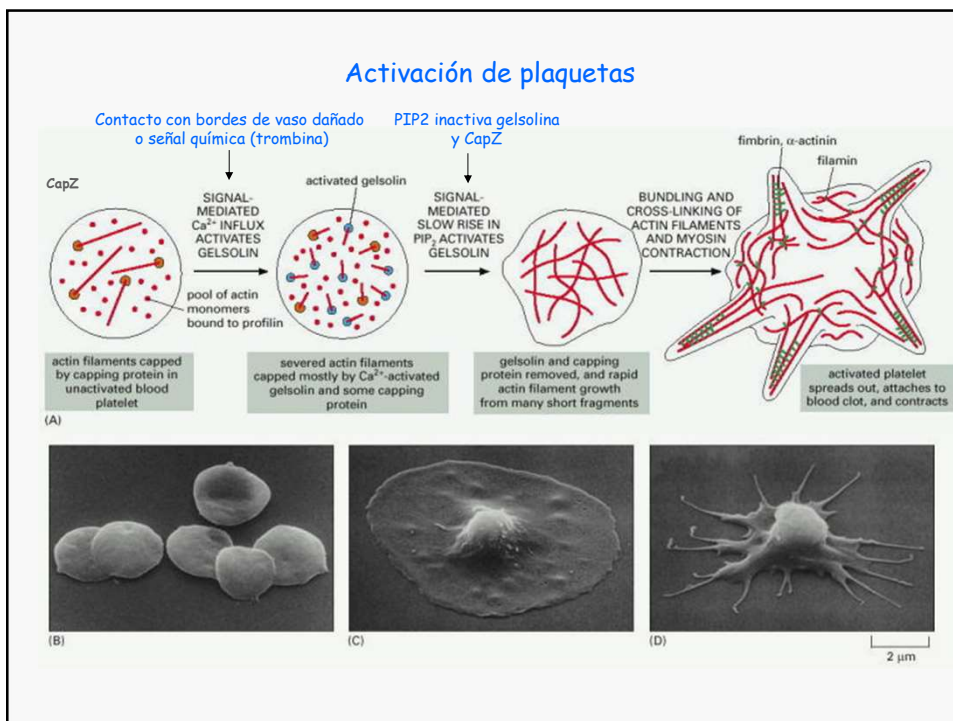 Activación de plaquetas
Contacto con bordes de vaso dañado
o señal química (trombina)
PIP2 inactiva gelsolina
y CapZ
CapZ
SIGNAL-
MEDIATED
Ca²⁺ INFLUX
ACTIVATES
GELSOLIN
pool of actin
monomers
bound to profilin
activated gelsolin
SIGNAL-
MEDIATED
SLOW RISE IN
PIP₂ ACTIVATES
GELSOLIN
BUNDLING AND
CROSS-LINKING OF
ACTIN FILAMENTS
AND MYOSIN
CONTRACTION
fimbrin, α-actinin
filamin
actin filaments capped
by capping protein in
unactivated blood
platelet
severed actin filaments
capped mostly by Ca²⁺-activated
gelsolin and some capping
protein
gelsolin and capping
protein removed, and rapid
actin filament growth
from many short fragments
activated platelet
spreads out, attaches to
blood clot, and contracts
(A)
(B)
(C)
(D)
2 μm